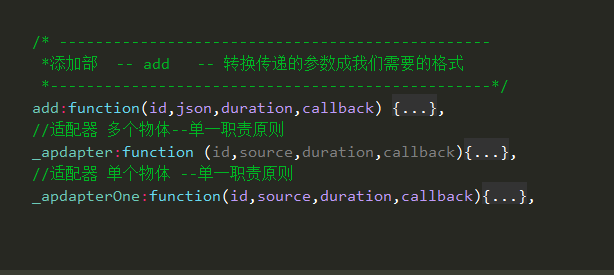 /* ------------------------------------------------
*添加部  -- add   -- 转换传递的参数成我们需要的格式
*-------------------------------------------------*/
add:function(id,json,duration,callback) {...},
//适配器 多个物体--单一职责原则
_apdapter:function (id,source,duration,callback){...},
//适配器 单个物体 --单一职责原则
_apdapterOne:function(id,source,duration,callback){...},